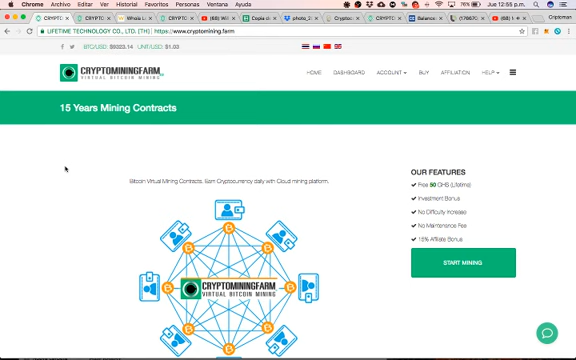 Chrome Archivo Editar Ver Historial Favoritos Personas Ventana Ayuda
Jue 12:55 p.m.
LIFETIME TECHNOLOGY CO., LTD. [TH] https://www.cryptomining.farm
BTC/USD: $9323.14 UNIT/USD: $1.03
CRYPTOMININGFARM
VIRTUAL BITCOIN MINING
HOME DASHBOARD ACCOUNT BUY AFFILIATION HELP
15 Years Mining Contracts
Bitcoin Virtual Mining Contracts. Earn Cryptocurrency daily with Cloud mining platform.
OUR FEATURES
Free 50 GHS (Lifetime)
Investment Bonus
No Difficulty Increase
No Maintenance Fee
15% Affiliate Bonus
START MINING
CRYPTOMININGFARM
VIRTUAL BITCOIN MINING